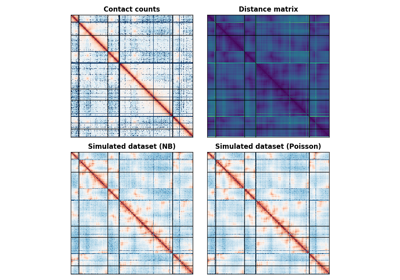 Contact counts
Distance matrix
Simulated dataset (NB)
Simulated dataset (Poisson)